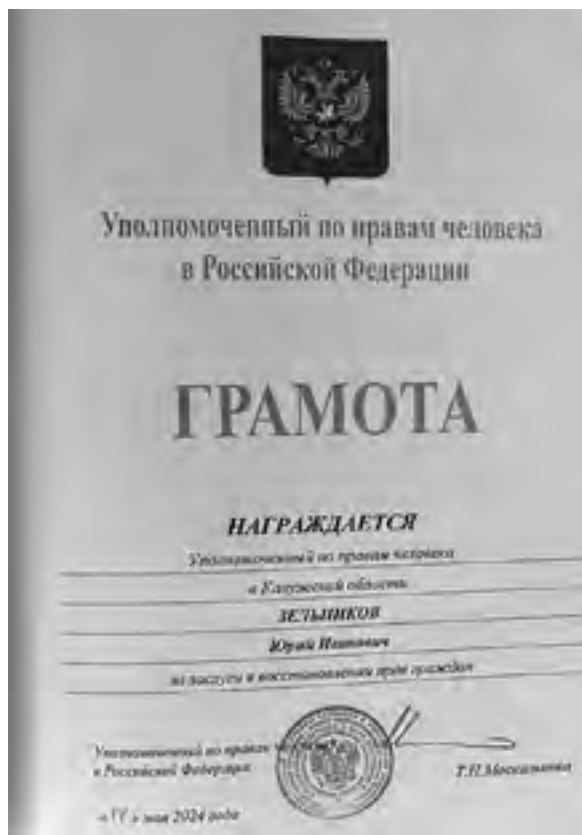 Уполномоченный по правам человека
в Российской Федерации
ГРАМОТА
НАГРАЖДАЕТСЯ
Уполномоченный по правам человека
в Калужской области
ЗЕЛЬНИКОВ
Юрий Иванович
за заслуги в восстановлении прав граждан
Уполномоченный по правам
в Российской Федерации
Т.Н.Москалькова
мая 2024 года